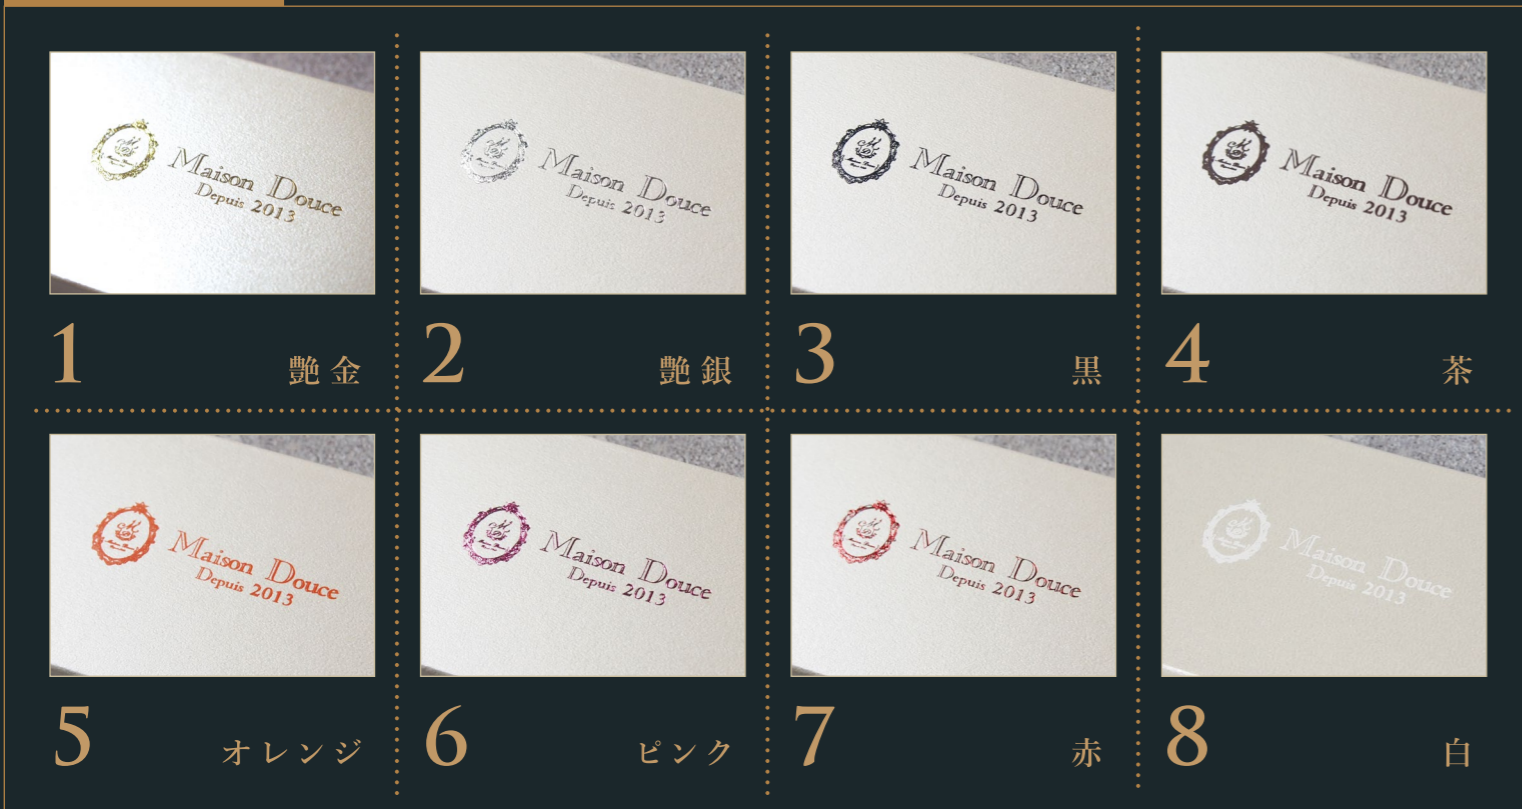 Maison Douce
Depuis 2013
Maison Douce
Depuis 2013
Maison Douce
Depuis 2013
Maison Douce
Depuis 2013
1 艶金
2 艶銀
3 黒
4 茶
Maison Douce
Depuis 2013
Maison Douce
Depuis 2013
Maison Douce
Depuis 2013
Maison Douce
Depuis 2013
5 オレンジ
6 ピンク
7 赤
8 白